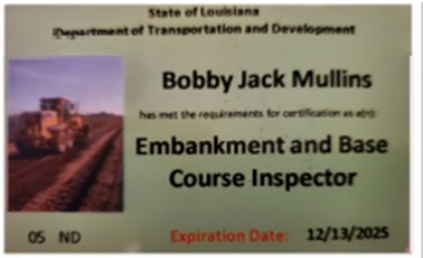 State of Louisiana
Department of Transportation and Development
Bobby Jack Mullins
has met the requirements for certification as a(n):
Embankment and Base
Course Inspector
05 ND
Expiration Date: 12/13/2025